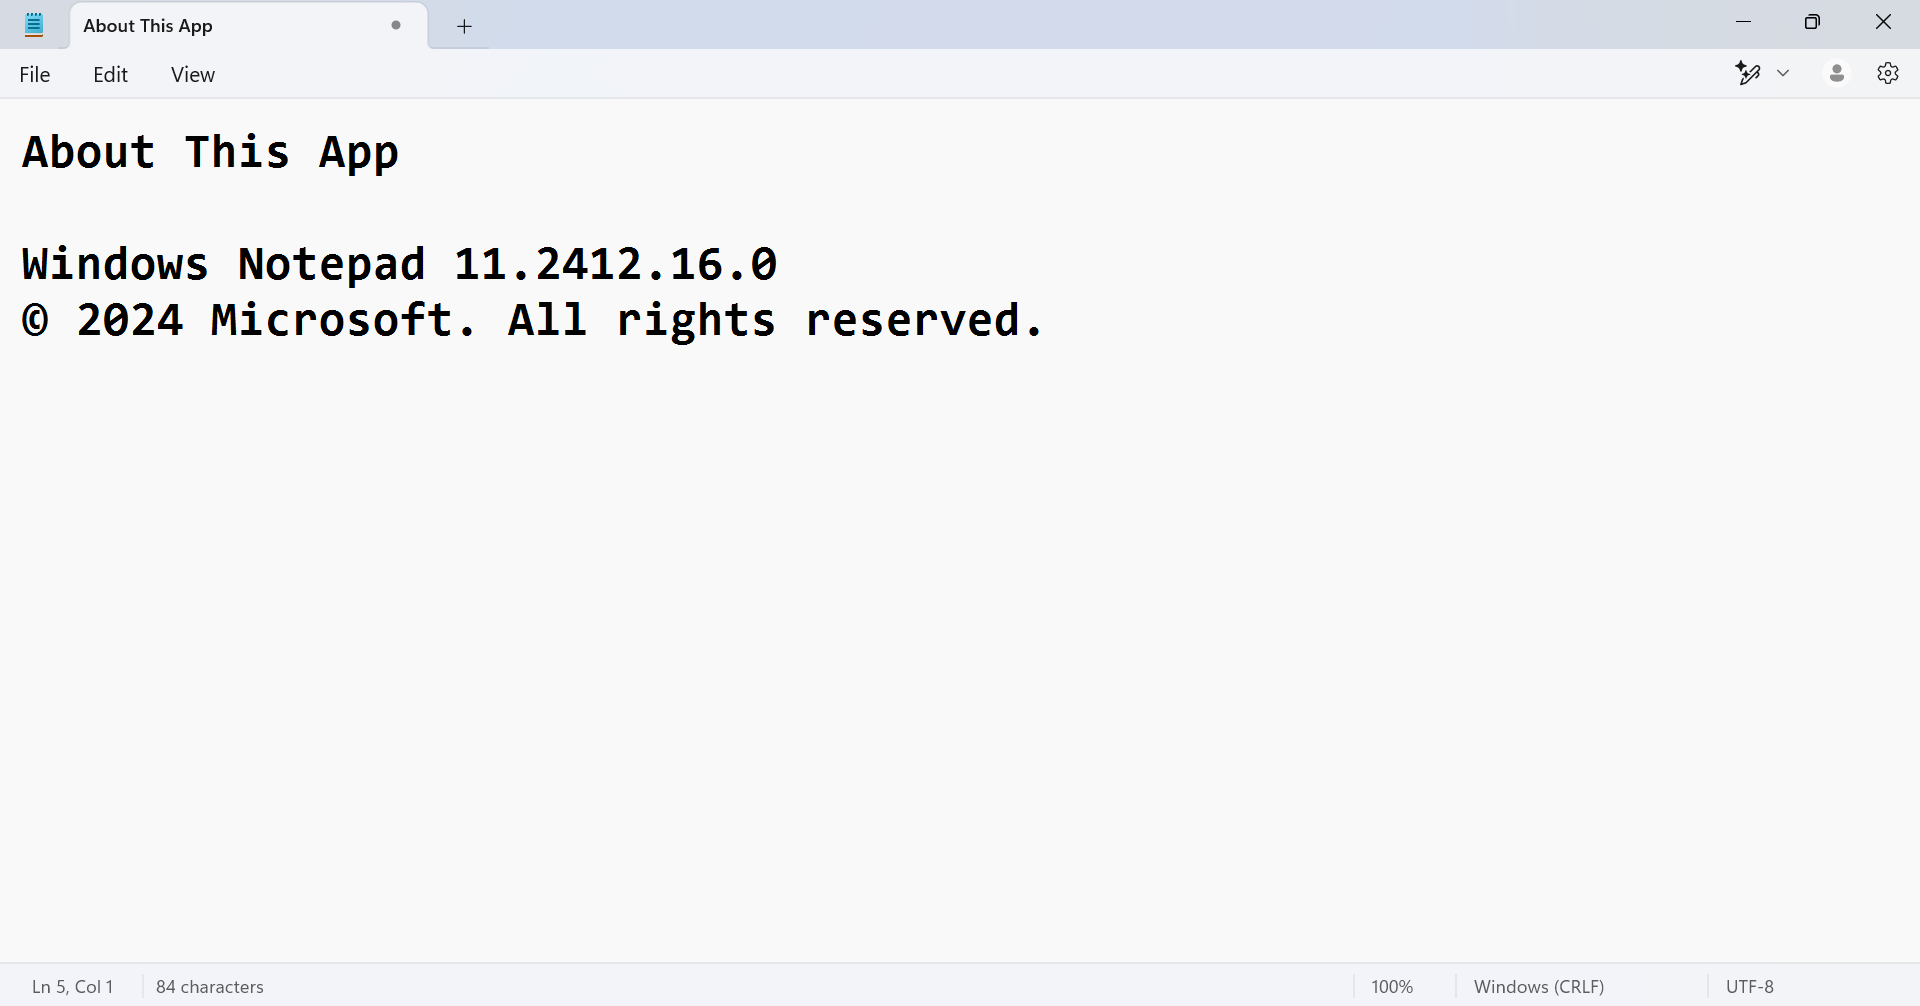 About This App
File Edit View
About This App
Windows Notepad 11.2412.16.0
© 2024 Microsoft. All rights reserved.
Ln 5, Col 1 84 characters 100% Windows (CRLF) UTF-8